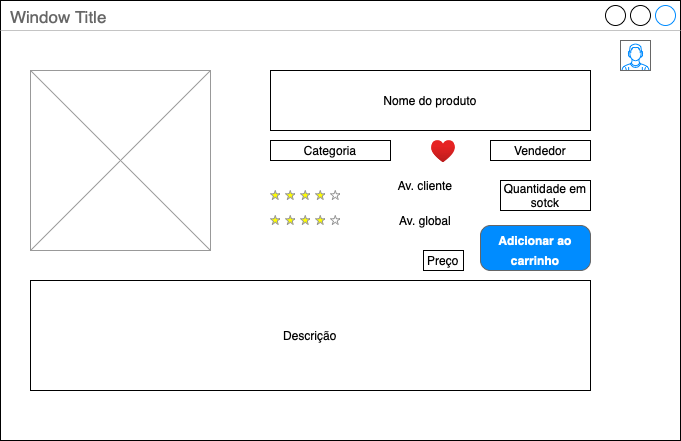 Window Title
Nome do produto
Categoria
Vendedor
Av. cliente
Quantidade em
sotck
Av. global
Adicionar ao
carrinho
Preço
Descrição